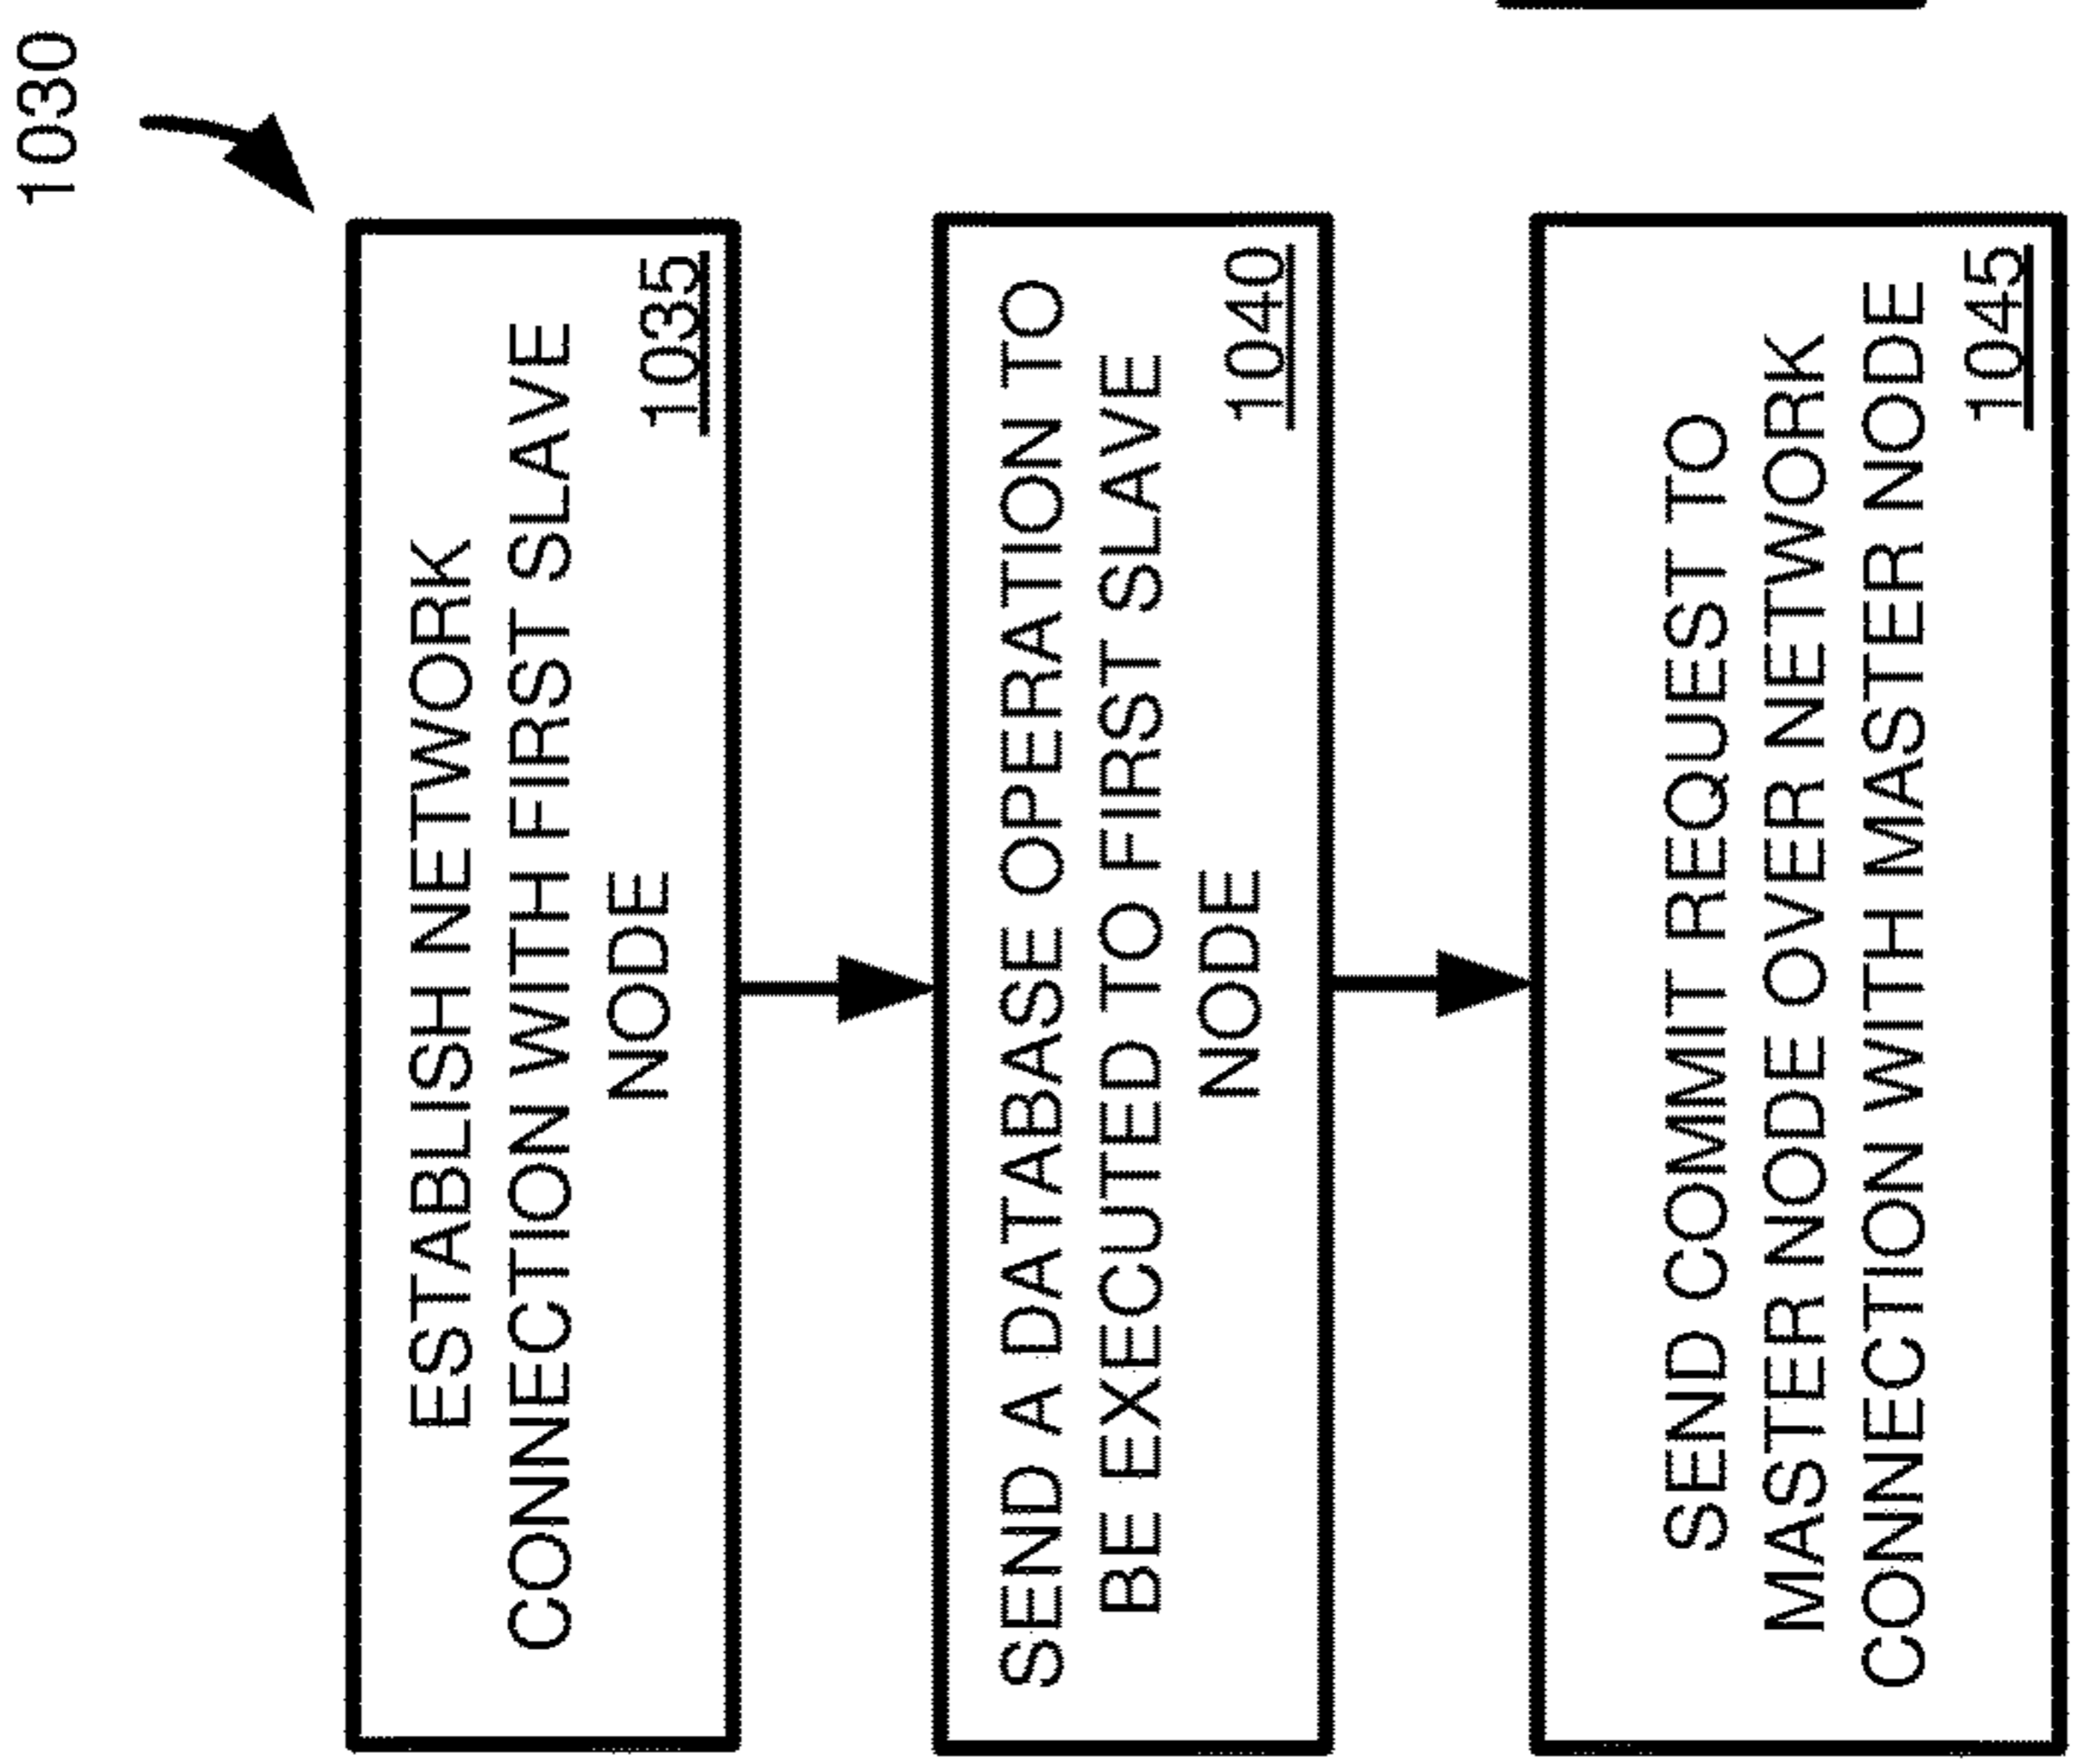 1030
ESTABLISH NETWORK
CONNECTION WITH FIRST SLAVE
NODE
1035
SEND A DATABASE OPERATION TO
BE EXECUTED TO FIRST SLAVE
NODE
1040
SEND COMMIT REQUEST TO
MASTER NODE OVER NETWORK
CONNECTION WITH MASTER NODE
1045